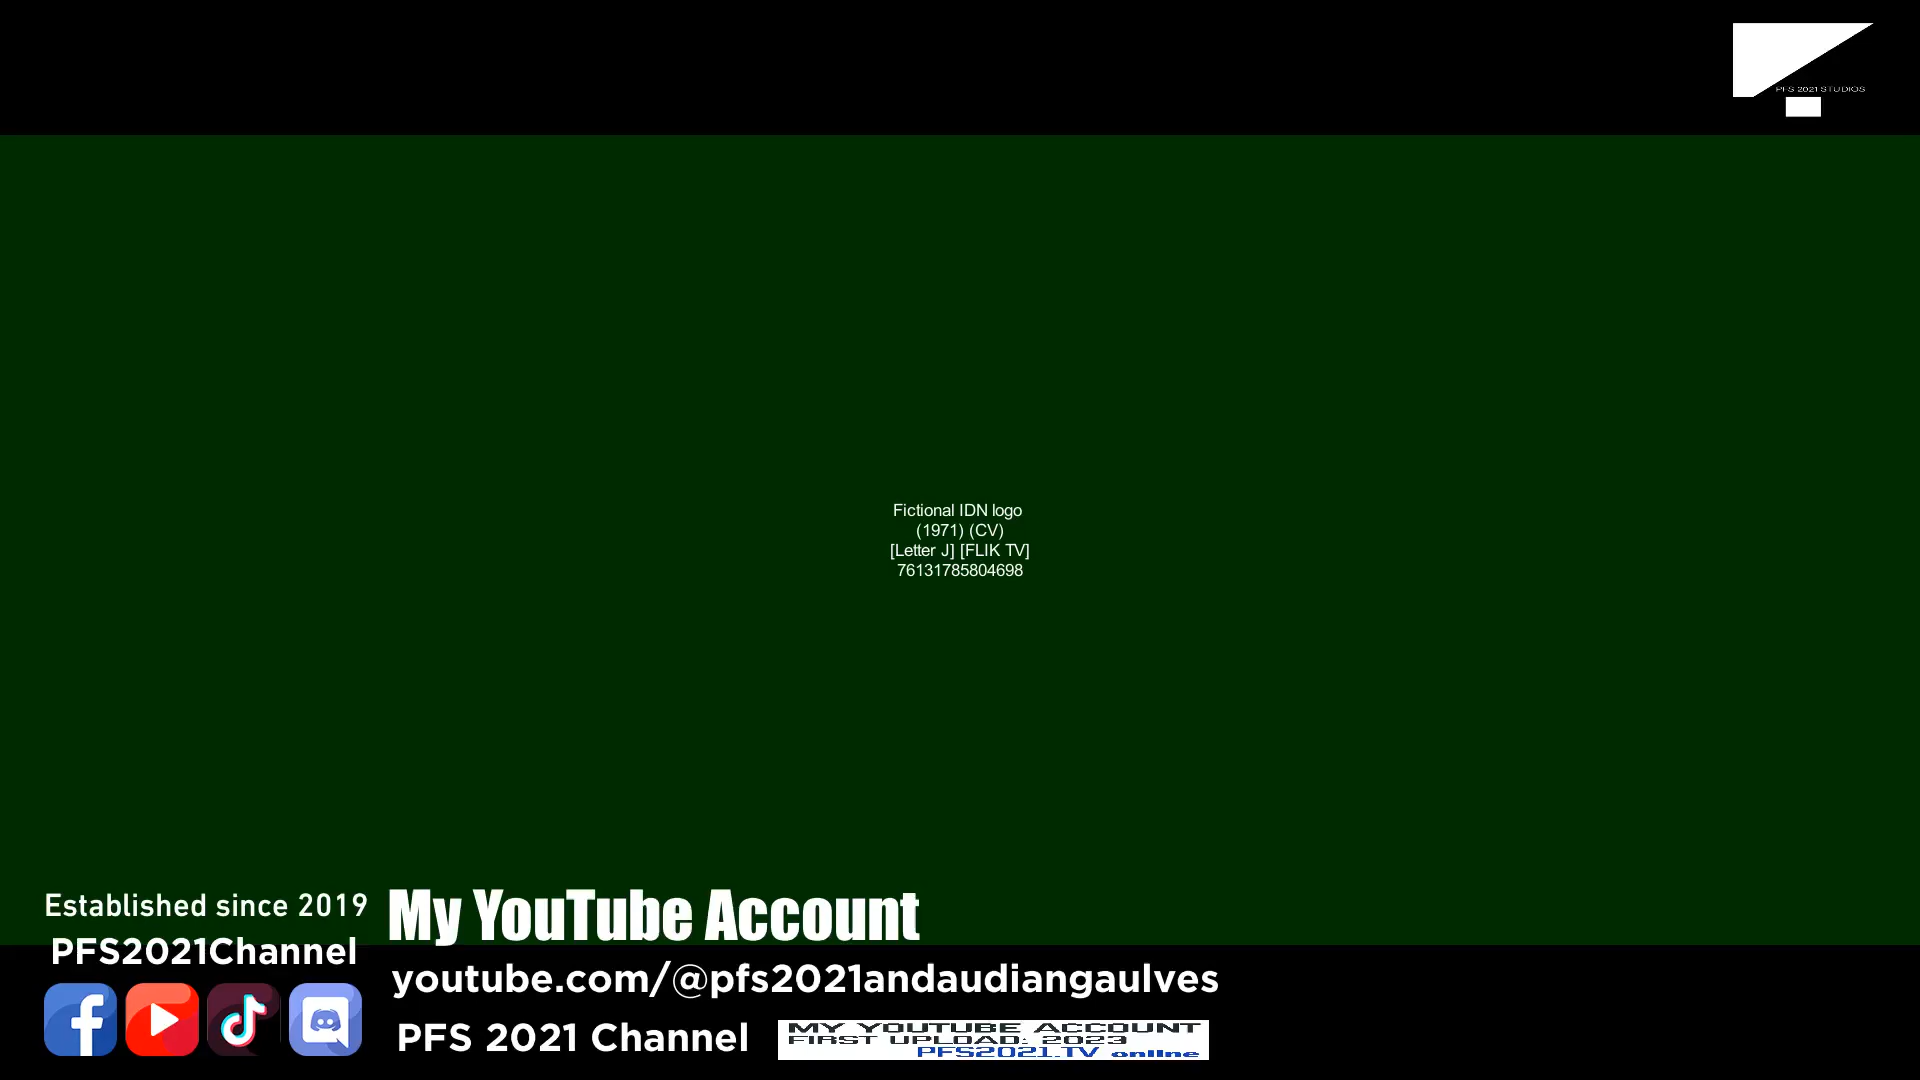 PFS 2021 STUDIOS
Fictional IDN logo
(1971) (CV)
[Letter J] [FLIK TV]
76131785804698
Established since 2019
PFS2021Channel
My YouTube Account
youtube.com/@pfs2021andaudiangaulves
PFS 2021 Channel
MY YOUTUBE ACCOUNT
FIRST UPLOAD: 2023
PFS2021.TV online